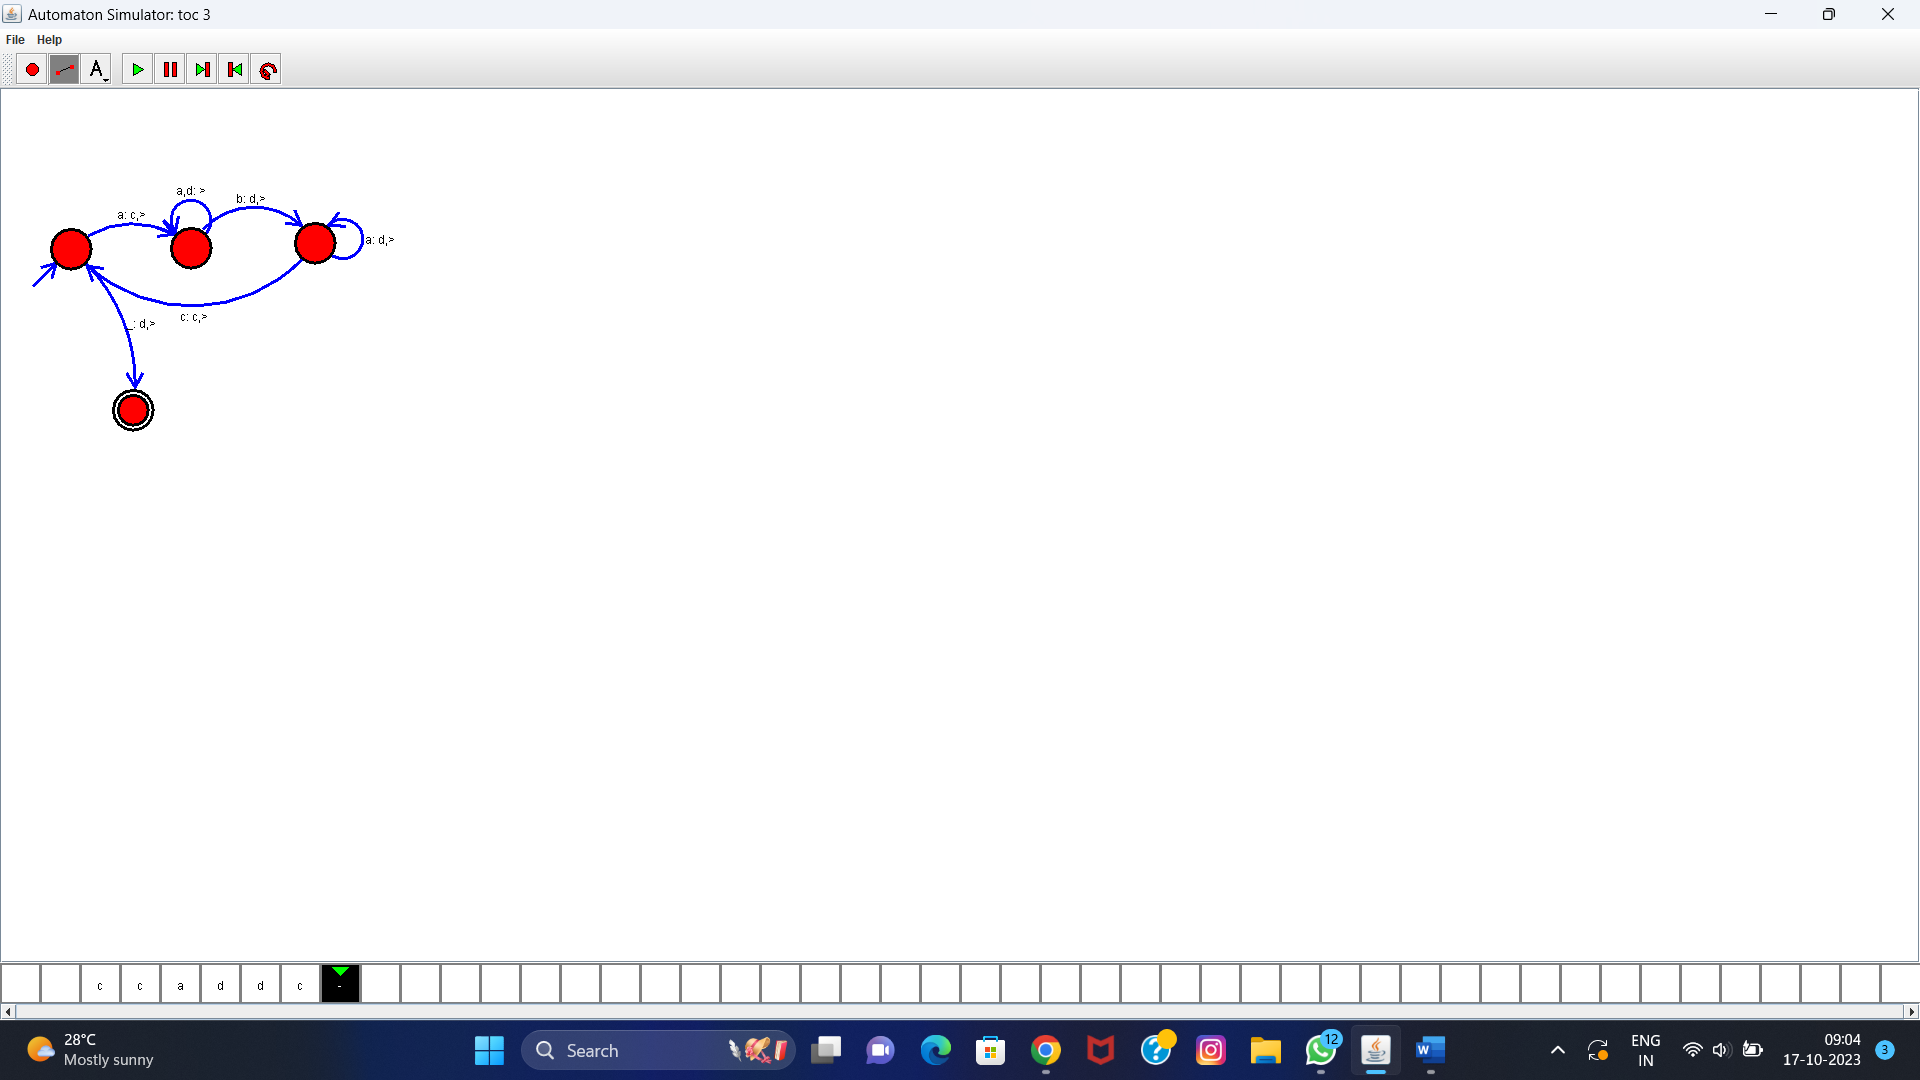 Automaton Simulator: toc 3
File Help
A
a,d: >
b: d,>
a: c,>
a: d,>
c: c,>
_: d,>
c c a d d c -
28°C
Mostly sunny
Search
12
W
ENG
IN
09:04
17-10-2023
3